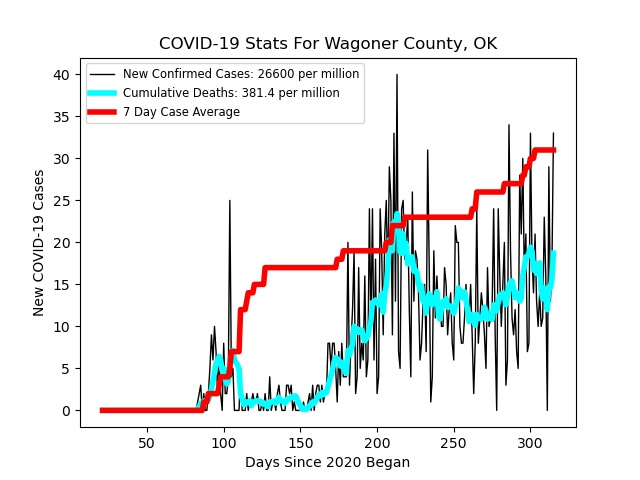 COVID-19 Stats For Wagoner County, OK
New Confirmed Cases: 26600 per million
Cumulative Deaths: 381.4 per million
7 Day Case Average
New COVID-19 Cases
40
35
30
25
20
15
10
5
0
50 100 150 200 250 300
Days Since 2020 Began